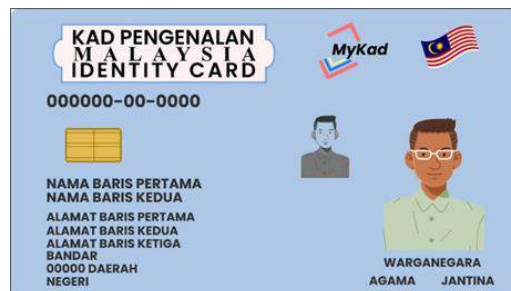 KAD PENGENALAN
MALAYSIA
IDENTITY CARD
MyKad
000000-00-0000
NAMA BARIS PERTAMA
NAMA BARIS KEDUA
ALAMAT BARIS PERTAMA
ALAMAT BARIS KEDUA
ALAMAT BARIS KETIGA
BANDAR
00000 DAERAH
NEGERI
WARGANEGARA
AGAMA JANTINA